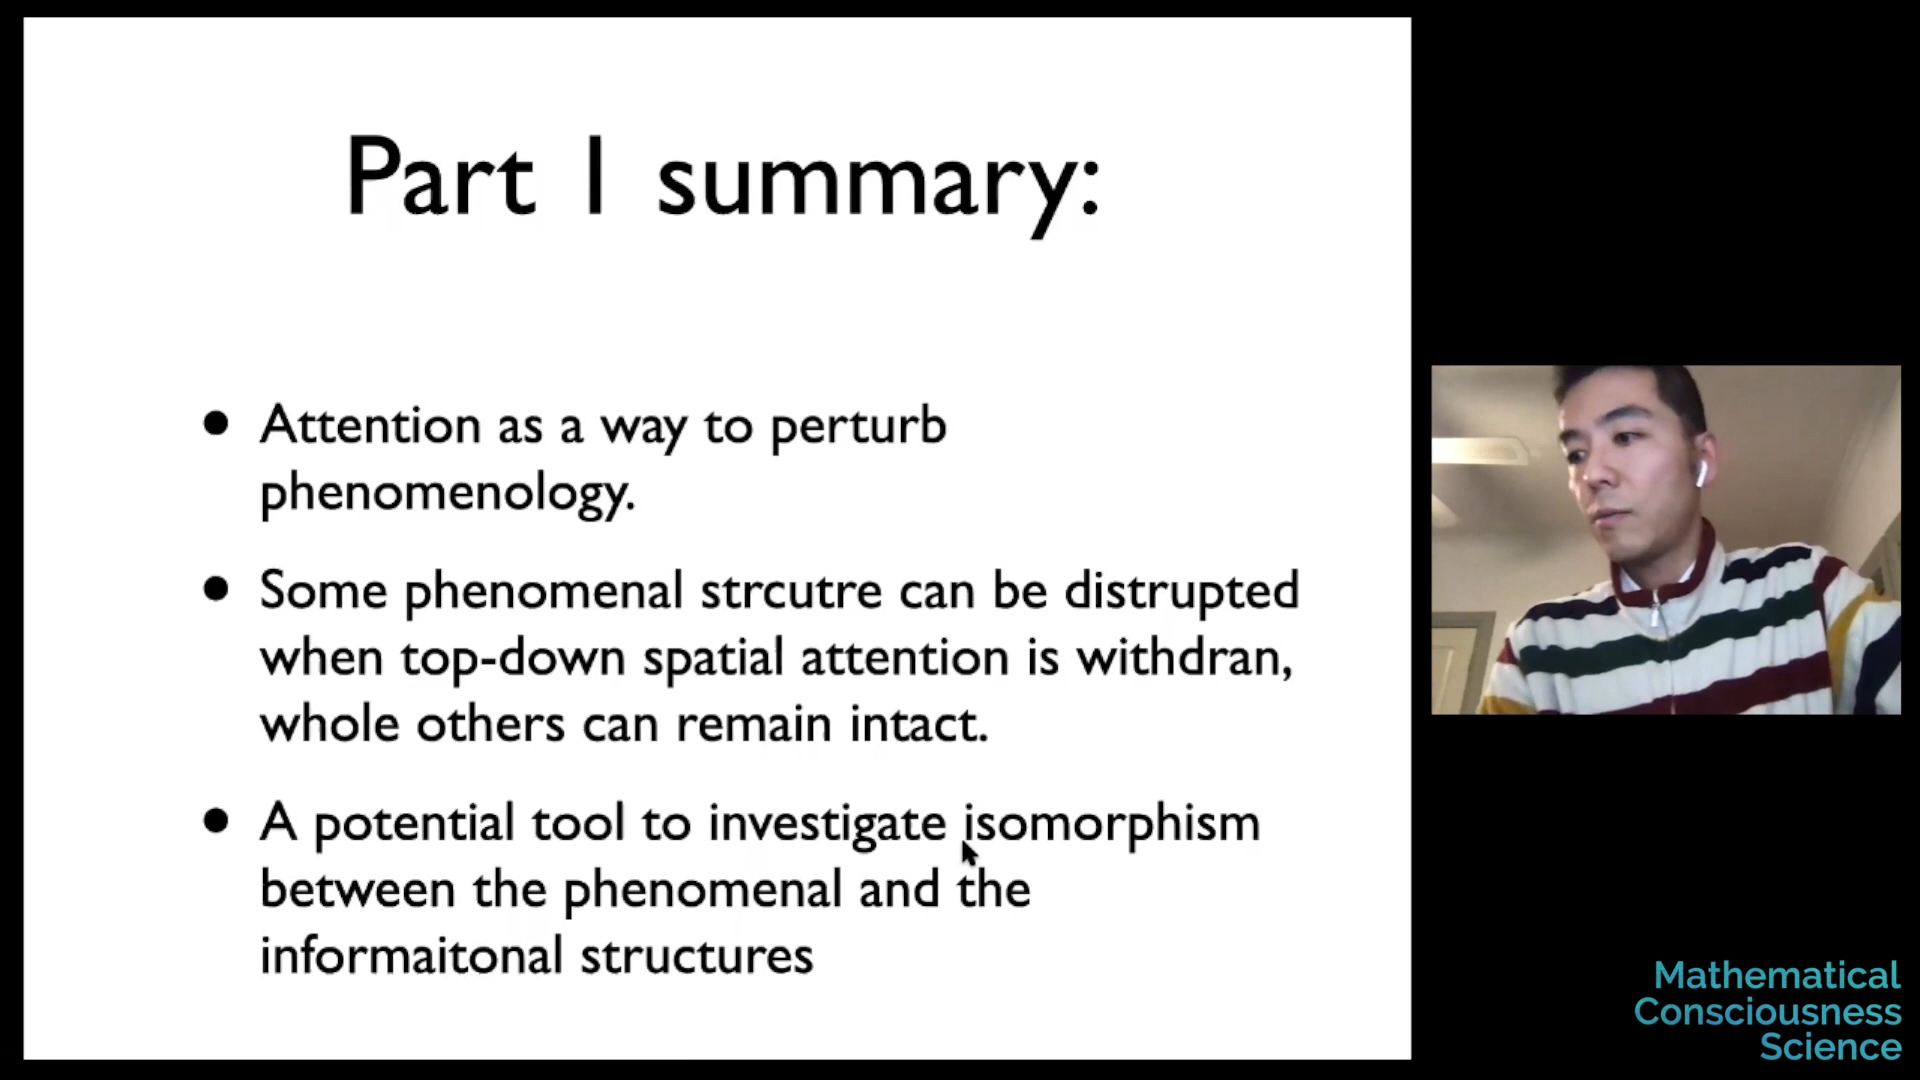 Part 1 summary:
• Attention as a way to perturb
phenomenology.
• Some phenomenal strcutre can be distrupted
when top-down spatial attention is withdran,
whole others can remain intact.
• A potential tool to investigate isomorphism
between the phenomenal and the
informaitonal structures
Mathematical
Consciousness
Science